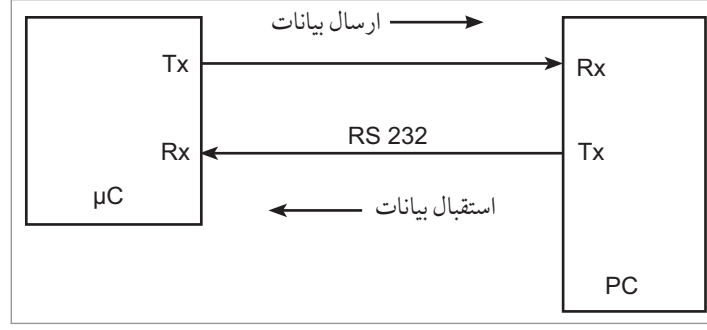 ارسال بيانات
Tx
Rx
RS 232
Rx
Tx
µC
استقبال بيانات
PC